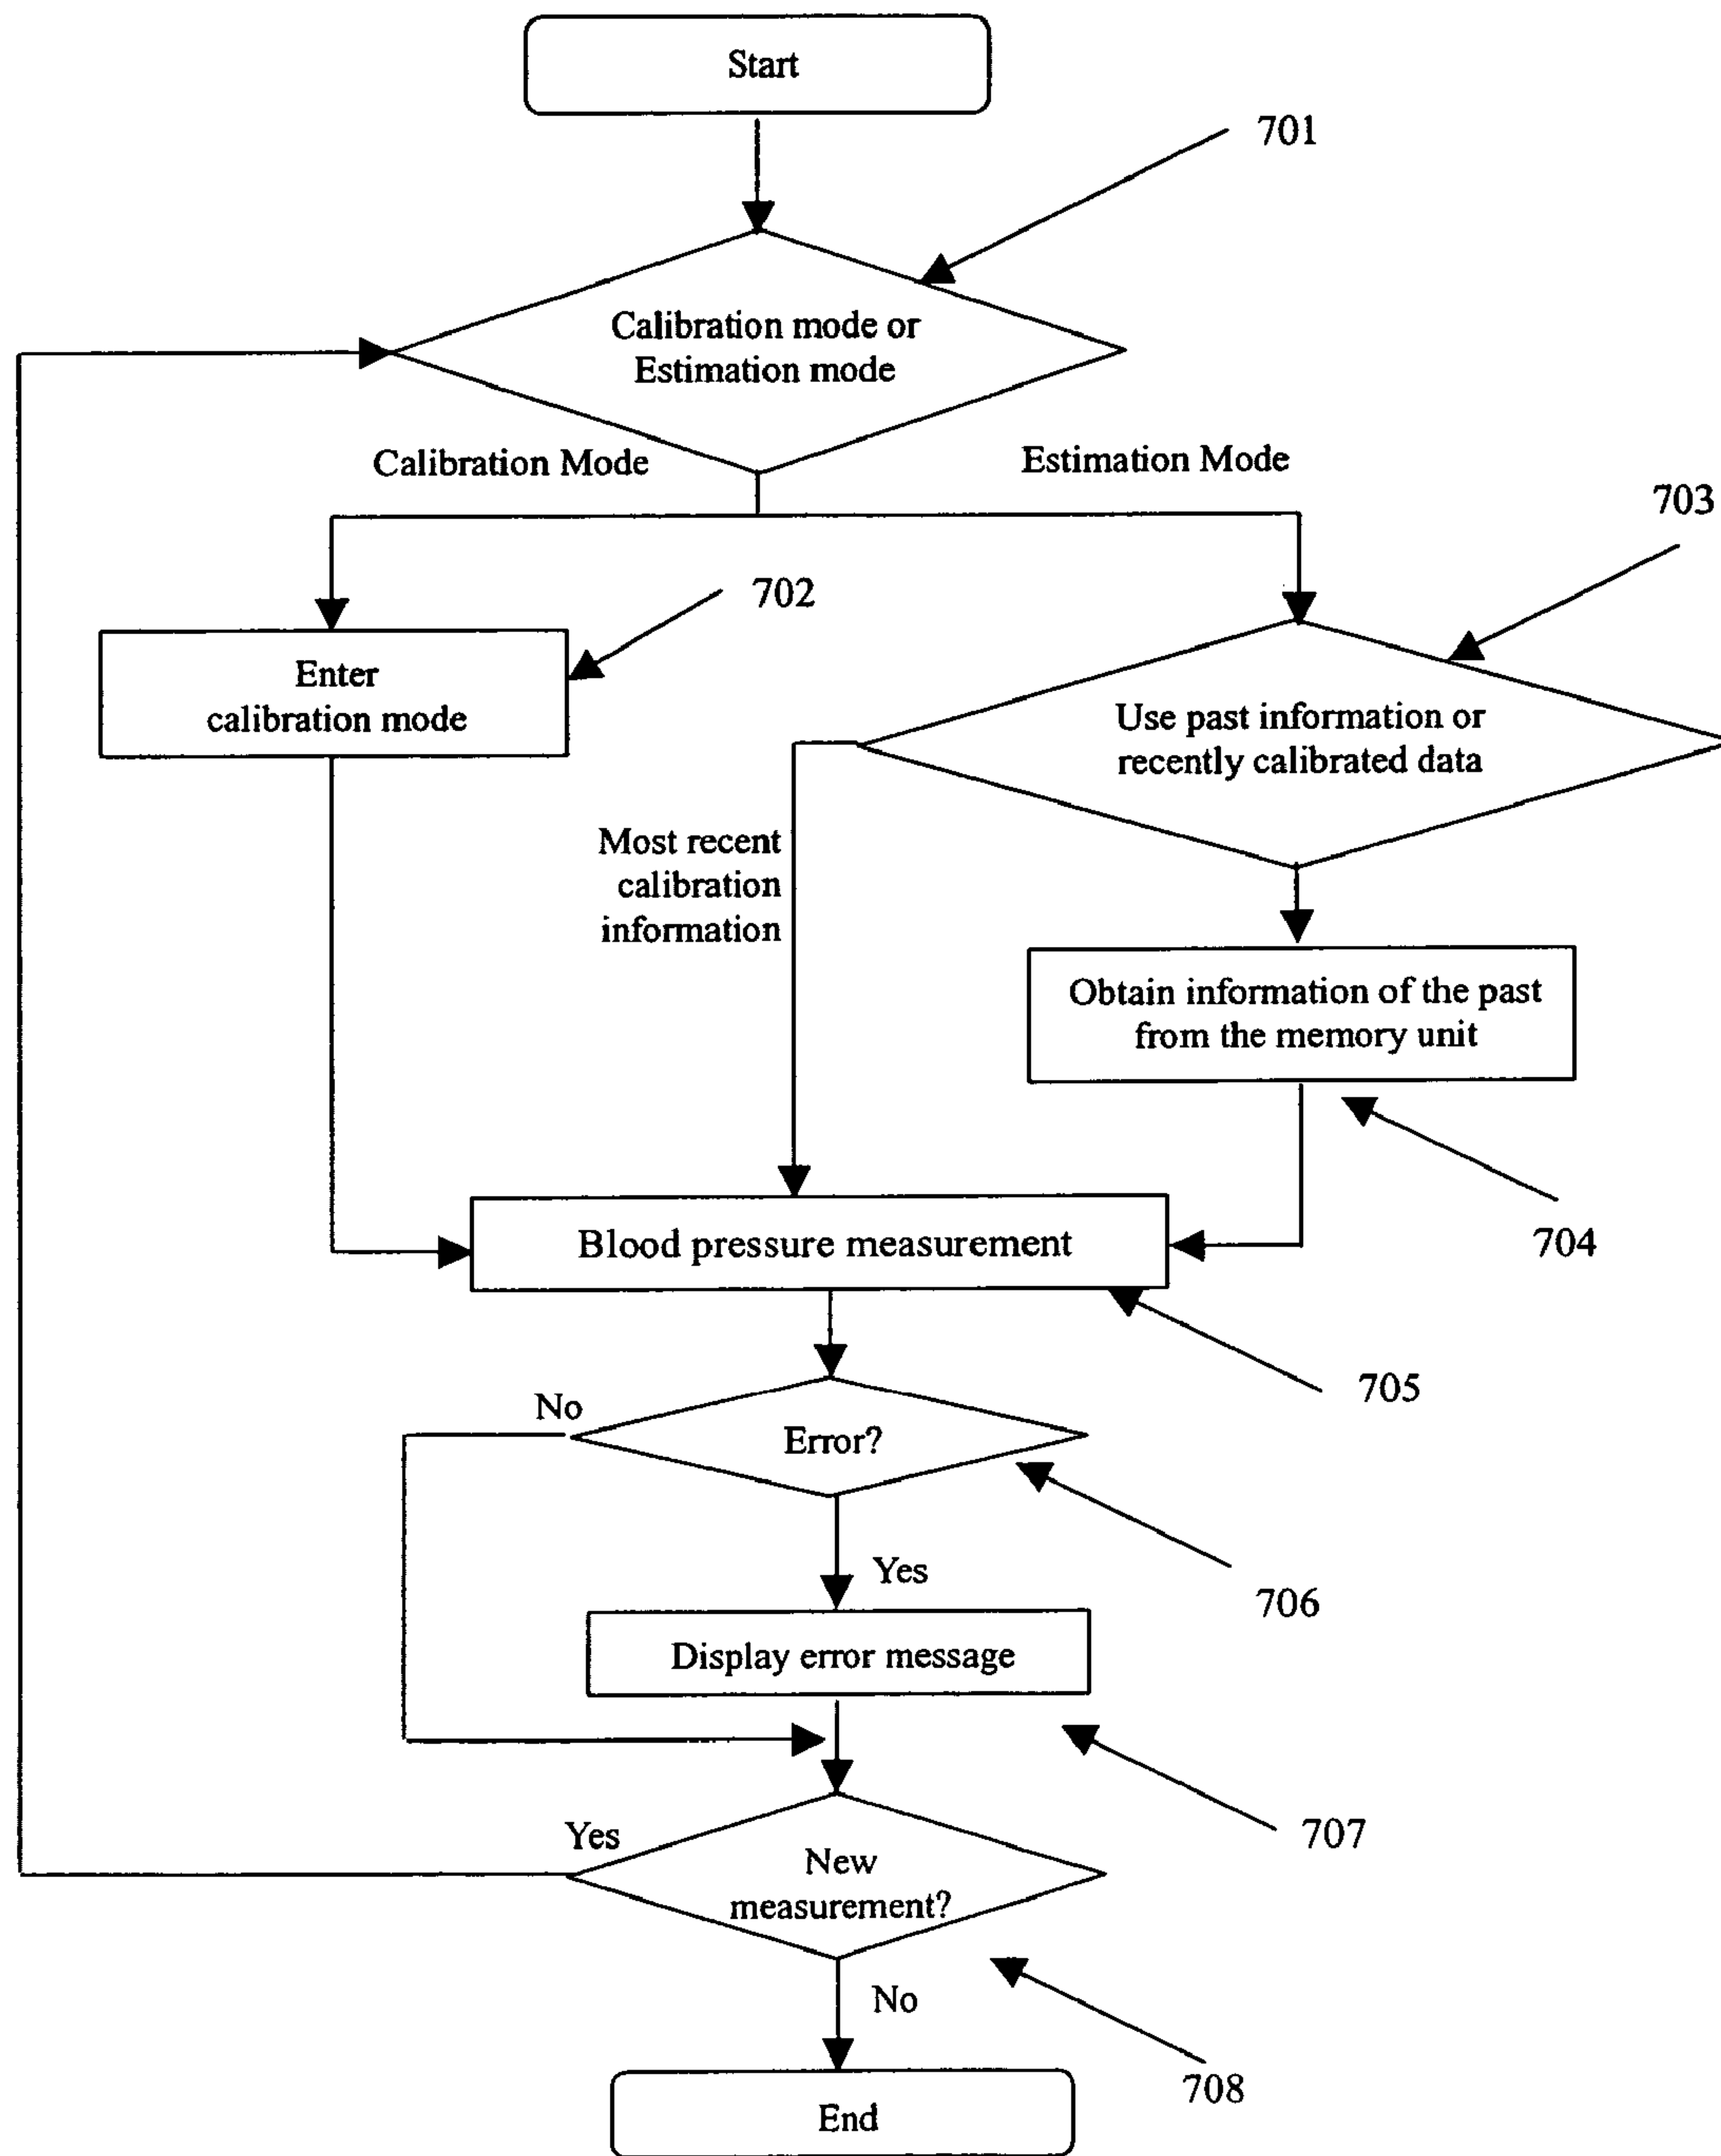 Start
701
Calibration mode or
Estimation mode
Calibration Mode
Estimation Mode
703
702
Enter
calibration mode
Use past information or
recently calibrated data
Most recent
calibration
information
Obtain information of the past
from the memory unit
704
Blood pressure measurement
705
No
Error?
Yes
706
Display error message
707
Yes
New
measurement?
No
708
End